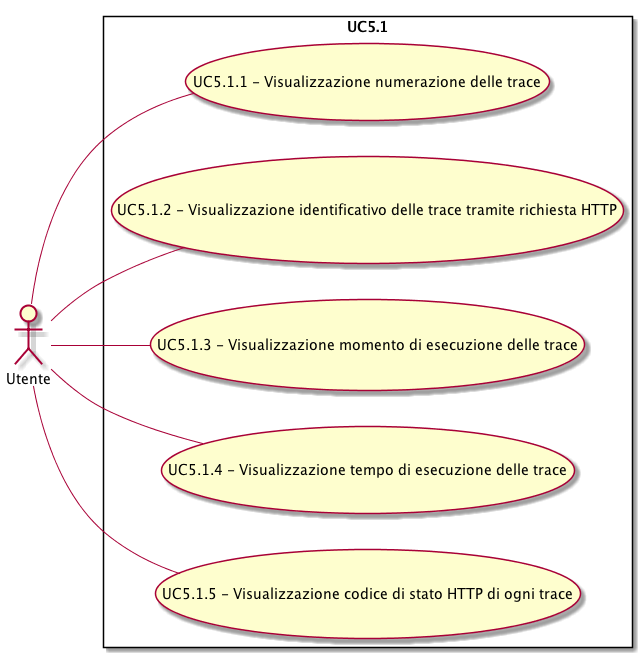 UC5.1
UC5.1.1 – Visualizzazione numerazione delle trace
UC5.1.2 – Visualizzazione identificativo delle trace tramite richiesta HTTP
UC5.1.3 – Visualizzazione momento di esecuzione delle trace
Utente
UC5.1.4 – Visualizzazione tempo di esecuzione delle trace
UC5.1.5 – Visualizzazione codice di stato HTTP di ogni trace